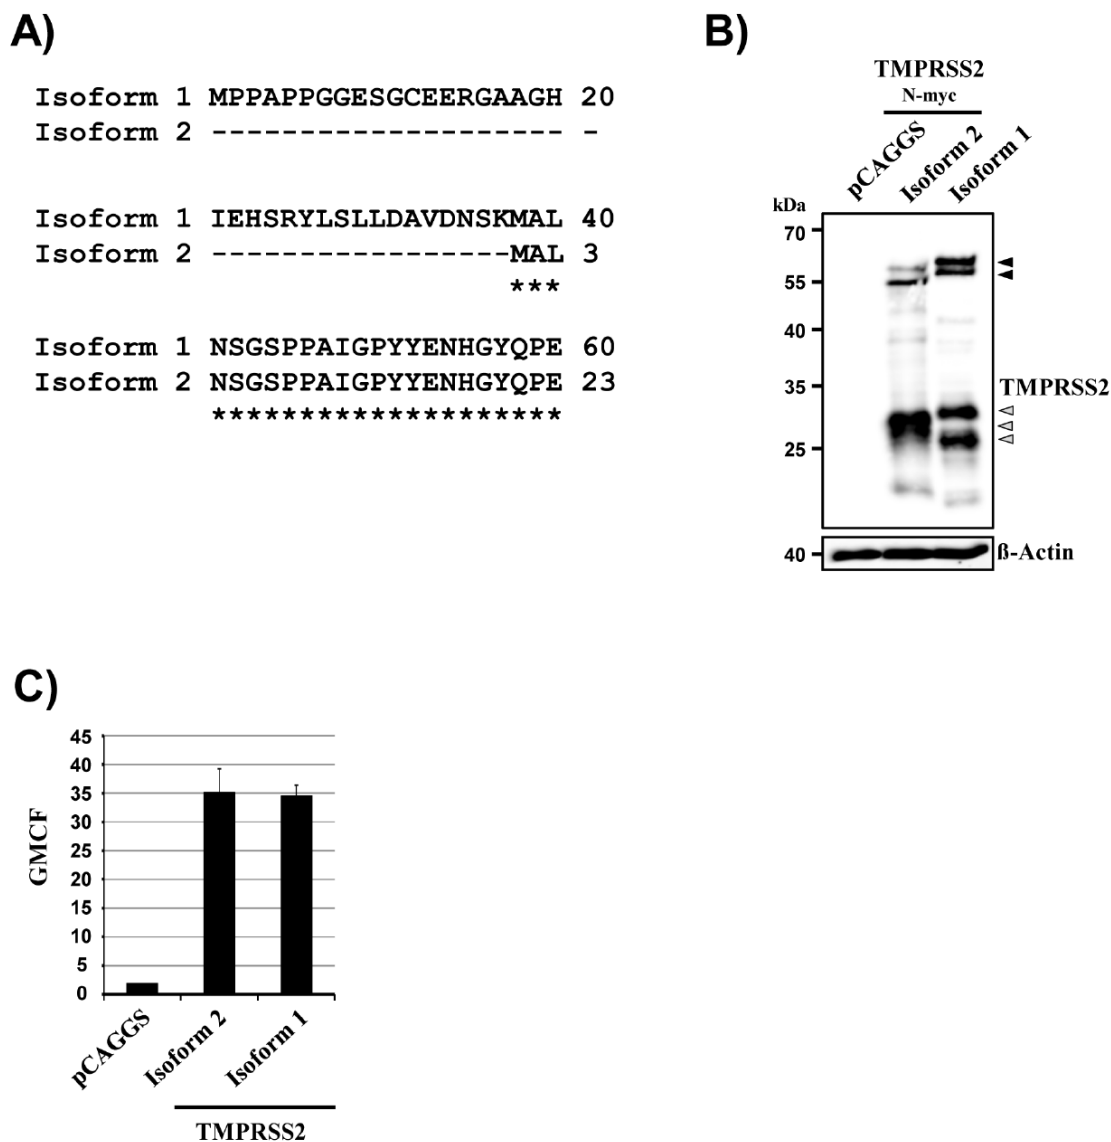 A)
Isoform 1 MPPAPPGGESGCEERGAAGH 20
Isoform 2 -------------------- -
Isoform 1 IEHSRYLSLLDAVDNSKMAL 40
Isoform 2 -----------------MAL 3
***
Isoform 1 NSGSPPAIGPYYENHGYQPE 60
Isoform 2 NSGSPPAIGPYYENHGYQPE 23
********************
B)
TMPRSS2
N-myc
pCAGGS
Isoform 2
Isoform 1
kDa
70
55
40
35
TMPRSS2
25
40
ß-Actin
C)
GMCF
45
40
35
30
25
20
15
10
5
0
pCAGGS
Isoform 2
Isoform 1
TMPRSS2